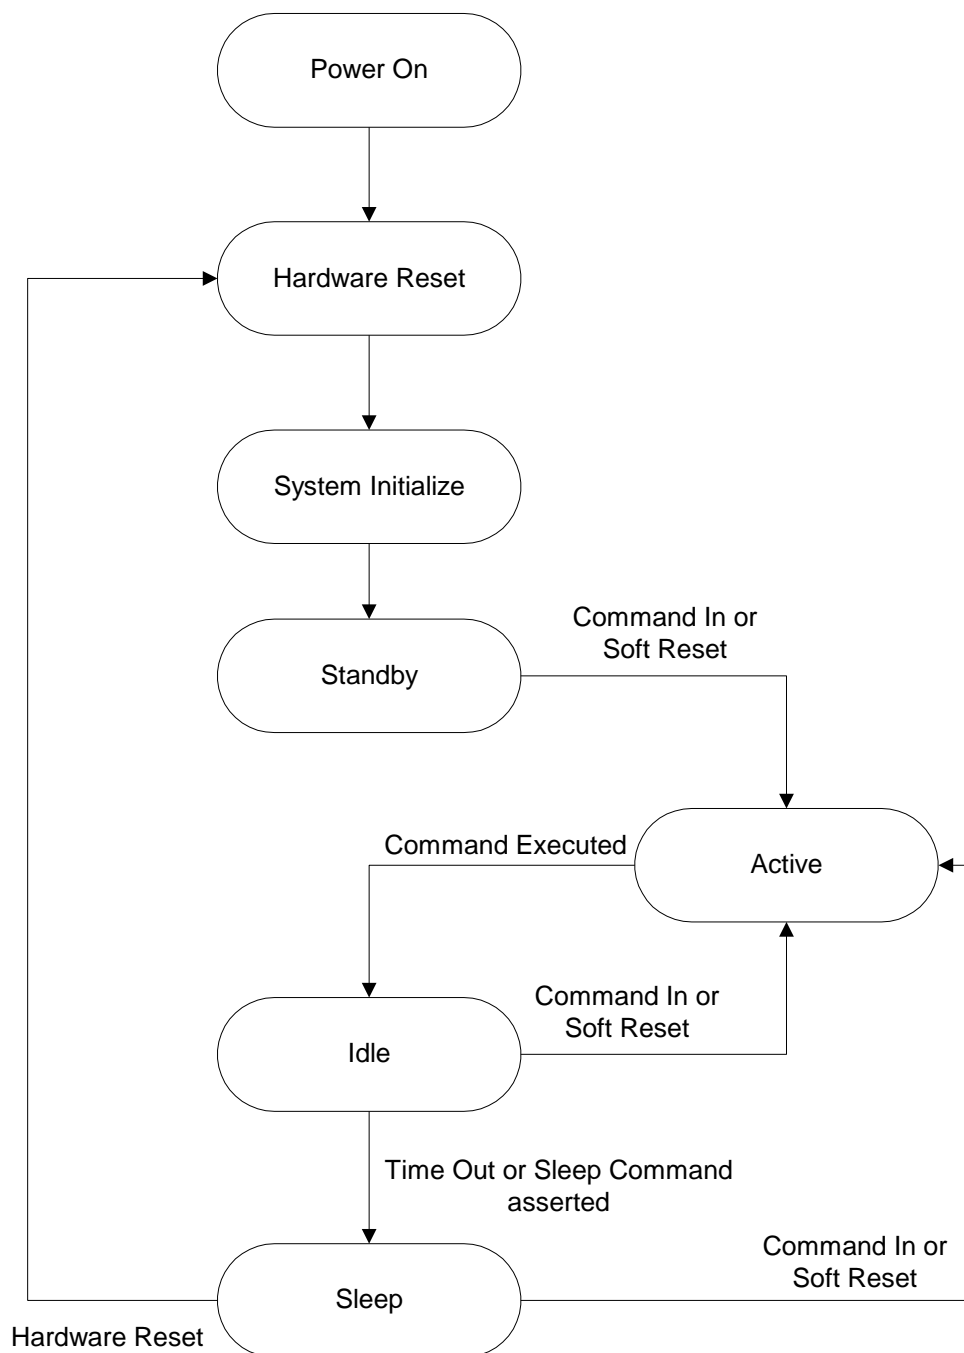 Power On
Hardware Reset
System Initialize
Command In or
Soft Reset
Standby
Command Executed
Active
Command In or
Soft Reset
Idle
Time Out or Sleep Command
asserted
Command In or
Soft Reset
Sleep
Hardware Reset